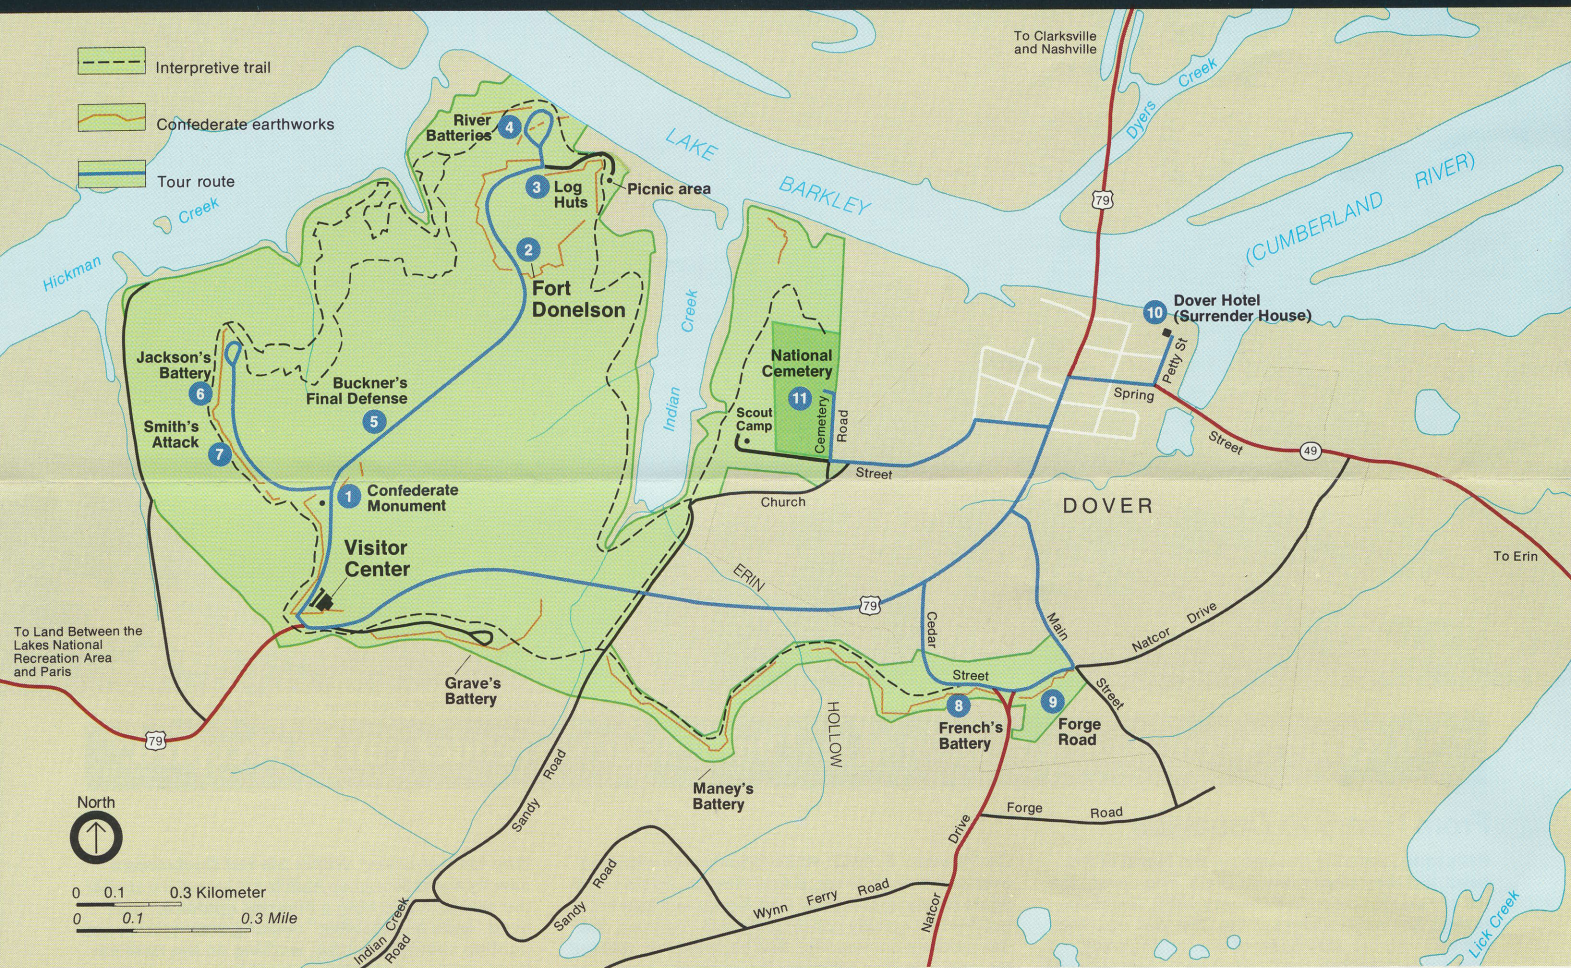 Interpretive trail
Confederate earthworks
Tour route
To Clarksville
and Nashville
Dyers Creek
79
LAKE BARKLEY
(CUMBERLAND RIVER)
Hickman Creek
River
Batteries
4
3
Log
Huts
Picnic area
2
Fort
Donelson
Indian Creek
10
Dover Hotel
(Surrender House)
Petty St
Spring Street
49
To Erin
National
Cemetery
11
Cemetery Road
Scout
Camp
Jackson's
Battery
6
Buckner's
Final Defense
5
Smith's
Attack
7
1
Confederate
Monument
Church Street
DOVER
Visitor
Center
ERIN HOLLOW
79
Cedar Street
Main Street
Natcor Drive
To Land Between the
Lakes National
Recreation Area
and Paris
79
Grave's
Battery
Maney's
Battery
8
French's
Battery
9
Forge
Road
Forge Road
Natcor Drive
Sandy Road
Sandy Road
Wynn Ferry Road
Indian Creek
Road
Lick Creek
North
0 0.1 0.3 Kilometer
0 0.1 0.3 Mile